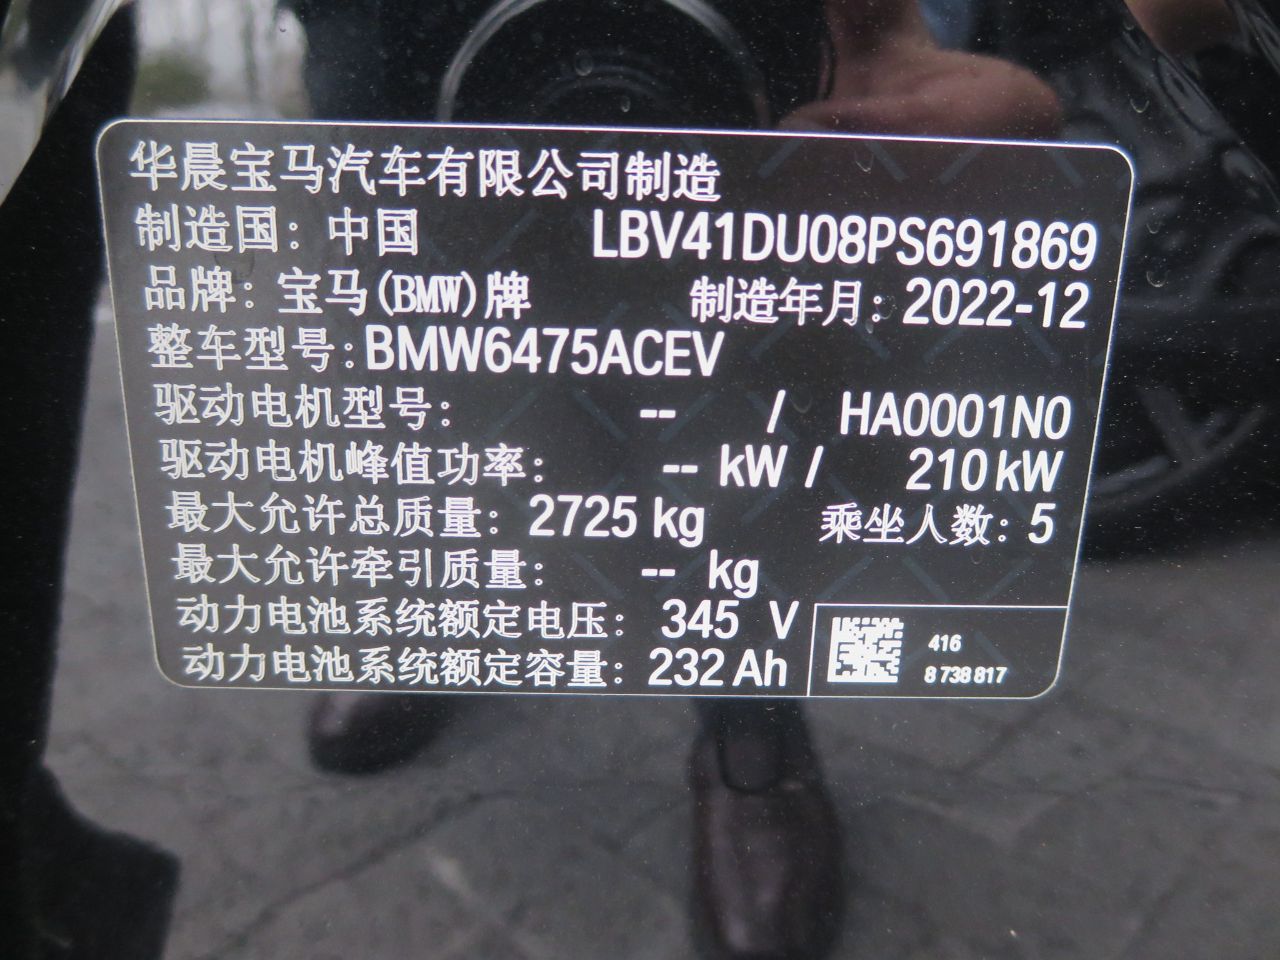 华晨宝马汽车有限公司制造
制造国：中国 LBV41DU08PS691869
品牌：宝马(BMW)牌 制造年月：2022-12
整车型号：BMW6475ACEV
驱动电机型号： -- / HA0001N0
驱动电机峰值功率： -- kW / 210 kW
最大允许总质量：2725 kg 乘坐人数：5
最大允许牵引质量： -- kg
动力电池系统额定电压： 345 V
动力电池系统额定容量：232 Ah
416
8 738 817